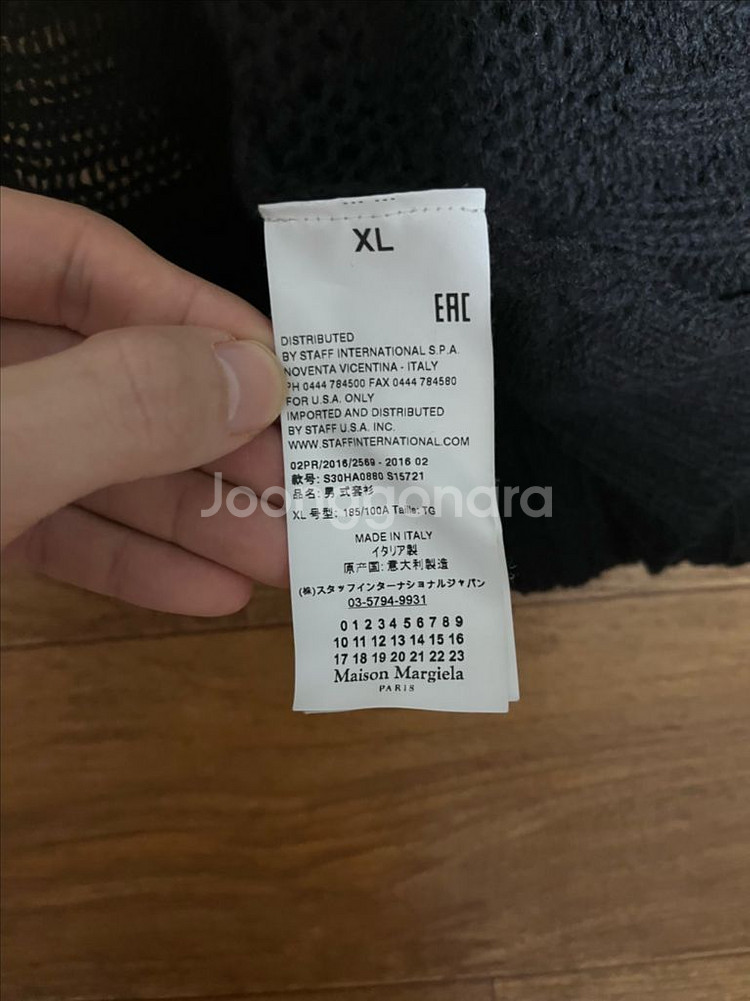 XL
EAC
DISTRIBUTED
BY STAFF INTERNATIONAL S.P.A.
NOVENTA VICENTINA - ITALY
PH 0444 784500 FAX 0444 784580
FOR U.S.A. ONLY
IMPORTED AND DISTRIBUTED
BY STAFF U.S.A. INC.
WWW.STAFFINTERNATIONAL.COM
02PR/2016/2569 - 2016 02
款号: S30HA0880 S15721
品名: 男 式套衫
Joonggonara
XL 号型: 185/100A Taille: TG
MADE IN ITALY
イタリア製
原产国: 意大利製造
(株)スタッフインターナショナルジャパン
03-5794-9931
0 1 2 3 4 5 6 7 8 9
10 11 12 13 14 15 16
17 18 19 20 21 22 23
Maison Margiela
PARIS